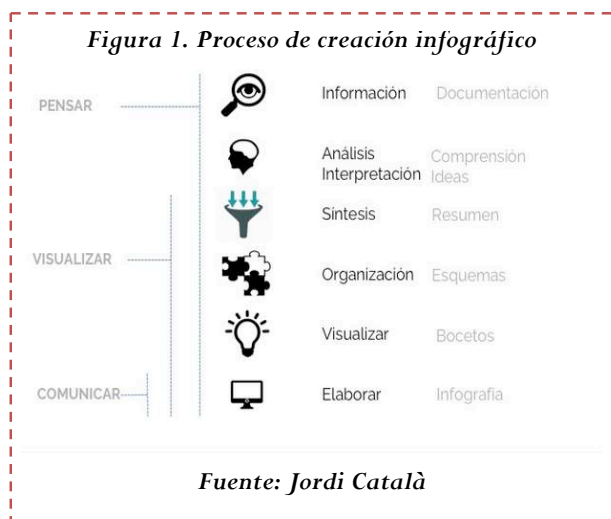 Figura 1. Proceso de creación infográfico
PENSAR
Información Documentación
Análisis
Interpretación
Comprensión
Ideas
Síntesis Resumen
VISUALIZAR
Organización Esquemas
Visualizar Bocetos
COMUNICAR
Elaborar Infografía
Fuente: Jordi Català